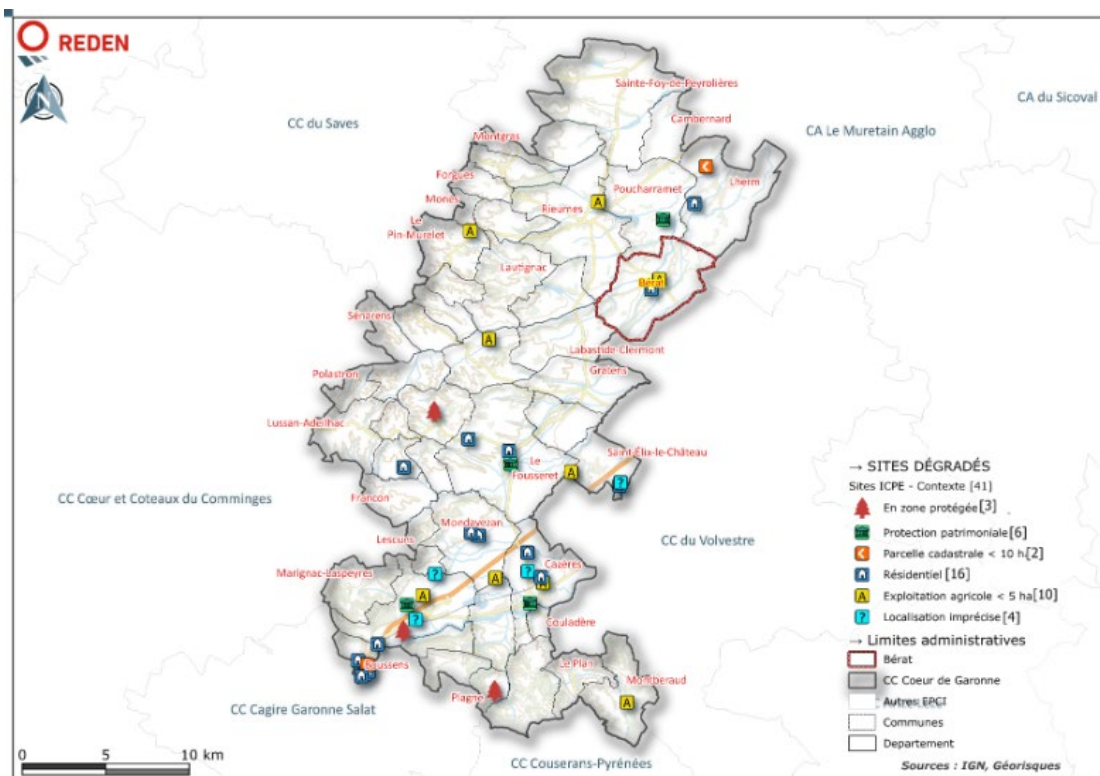 REDEN
N
Sainte-Foy-de-Peyrolières
CA du Sicoval
Cambernard
CC du Saves
CA Le Muretain Agglo
Montgras
Forgues
Poucharramet
Lherm
Monès
Rieumes
Le
Pin-Murelet
Lautignac
Bérat
Sénarens
Labastide-Clermont
Gratens
Polastron
Lussan-Adeilhac
Saint-Élix-le-Château
Le
Fousseret
CC Cœur et Coteaux du Comminges
Francon
Mondavezan
CC du Volvestre
Lescuns
Cazères
Marignac-Laspeyres
Couladère
Boussens
Le Plan
Montberaud
Plagne
CC Cagire Garonne Salat
CC Couserans-Pyrénées
→ SITES DÉGRADÉS
Sites ICPE - Contexte [41]
En zone protégée[3]
Protection patrimoniale[6]
Parcelle cadastrale < 10 h[2]
Résidentiel [16]
A Exploitation agricole < 5 ha[10]
? Localisation imprécise[4]
→ Limites administratives
Bérat
CC Coeur de Garonne
Autres EPCI
Communes
Departement
0 5 10 km
Sources : IGN, Géorisques